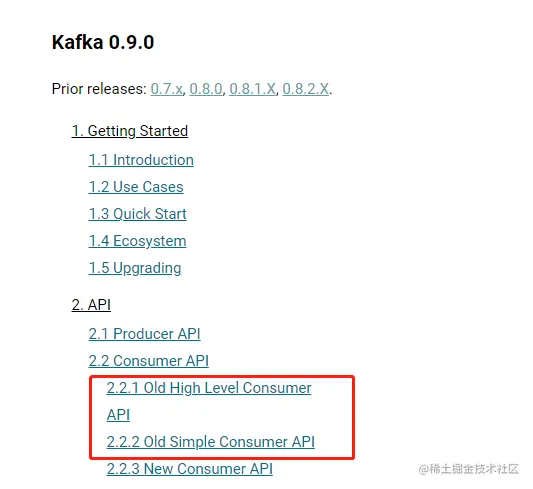 Kafka 0.9.0
Prior releases: 0.7.x, 0.8.0, 0.8.1.X, 0.8.2.X.
1. Getting Started
1.1 Introduction
1.2 Use Cases
1.3 Quick Start
1.4 Ecosystem
1.5 Upgrading
2. API
2.1 Producer API
2.2 Consumer API
2.2.1 Old High Level Consumer
API
2.2.2 Old Simple Consumer API
2.2.3 New Consumer API
@稀土掘金技术社区